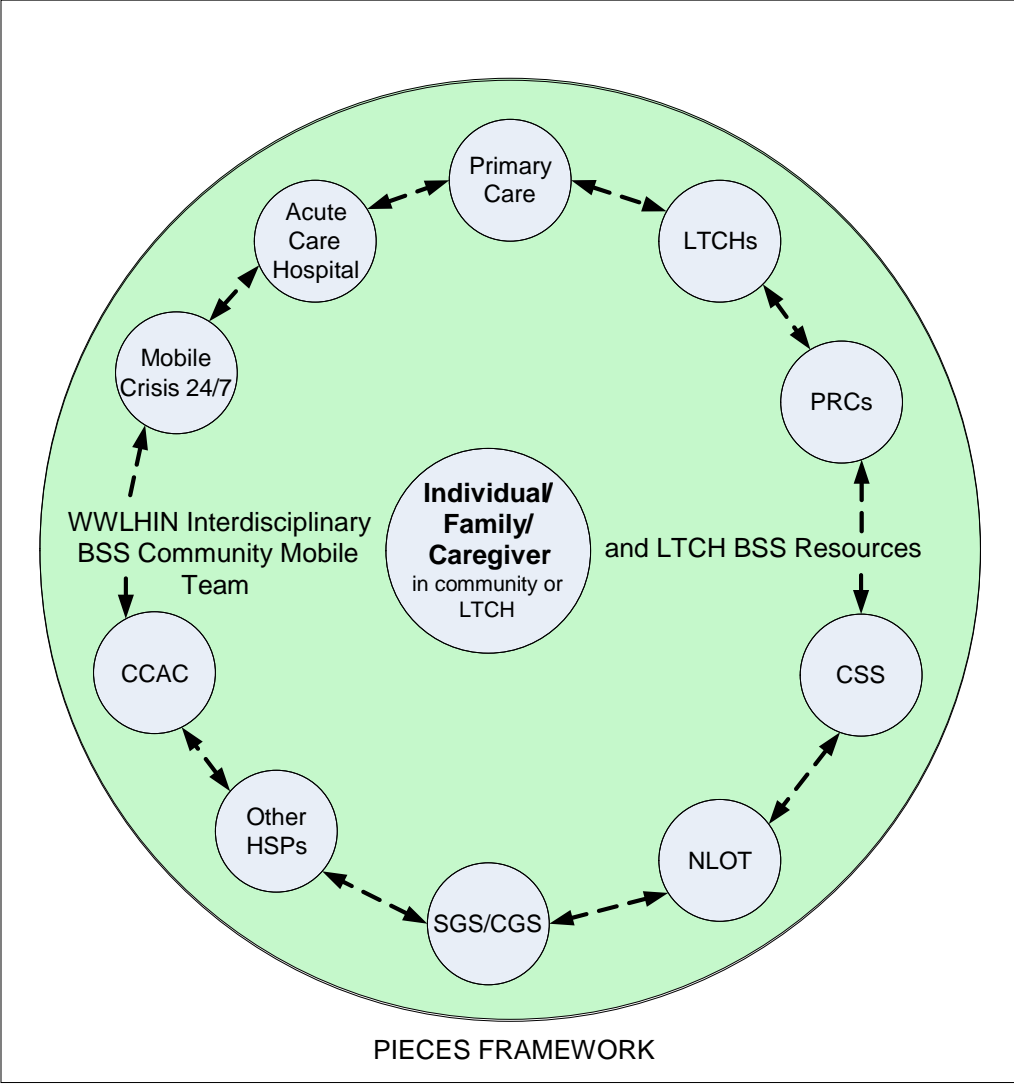 Primary
Care
Acute
Care
Hospital
LTCHs
Mobile
Crisis 24/7
PRCs
Individual/
Family/
Caregiver
in community or
LTCH
WWLHIN Interdisciplinary
BSS Community Mobile
Team
and LTCH BSS Resources
CCAC
CSS
Other
HSPs
NLOT
SGS/CGS
PIECES FRAMEWORK